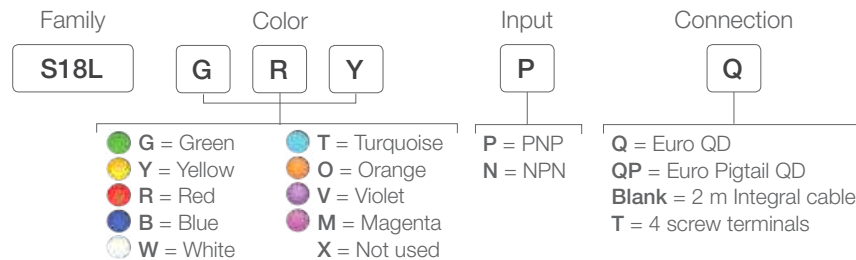 Family Color Input Connection
S18L G R Y P Q
G = Green T = Turquoise P = PNP Q = Euro QD
Y = Yellow O = Orange N = NPN QP = Euro Pigtail QD
R = Red V = Violet Blank = 2 m Integral cable
B = Blue M = Magenta T = 4 screw terminals
W = White X = Not used